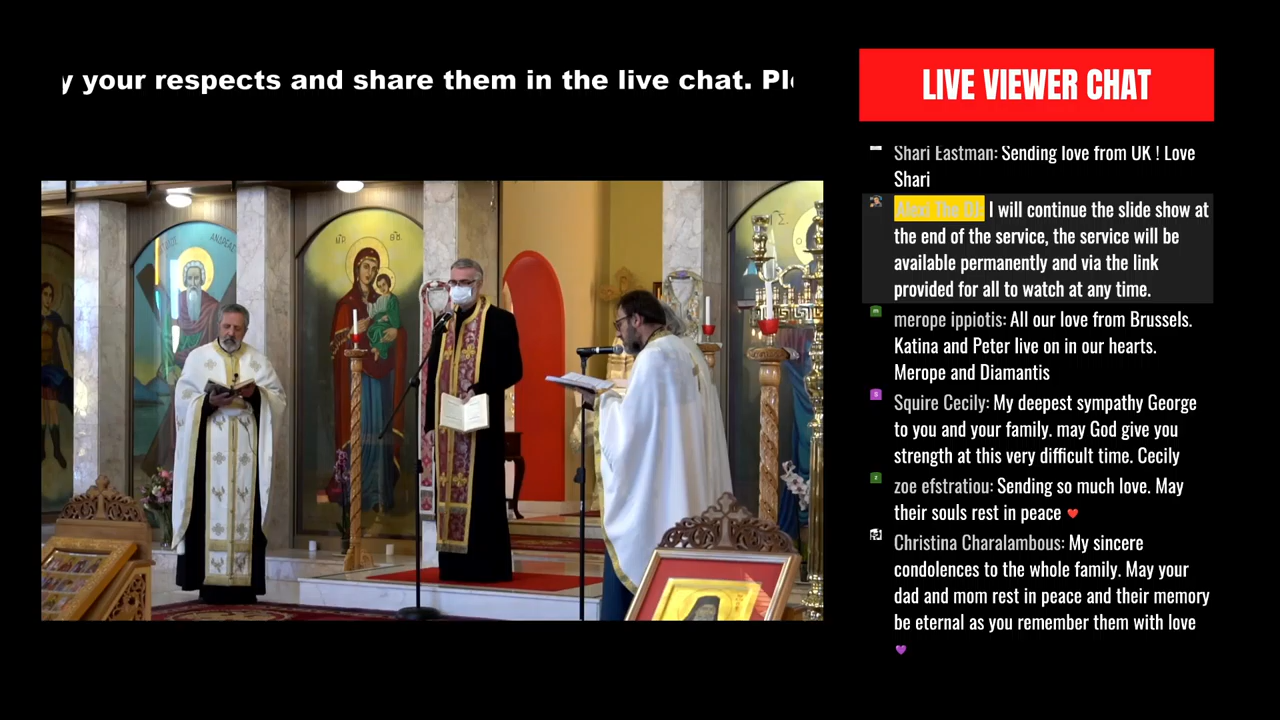 y your respects and share them in the live chat. Ple
LIVE VIEWER CHAT
Shari Eastman: Sending love from UK ! Love
Shari
Alexi The DJ: I will continue the slide show at
the end of the service, the service will be
available permanently and via the link
provided for all to watch at any time.
merope ippiotis: All our love from Brussels.
Katina and Peter live on in our hearts.
Merope and Diamantis
Squire Cecily: My deepest sympathy George
to you and your family. may God give you
strength at this very difficult time. Cecily
zoe efstratiou: Sending so much love. May
their souls rest in peace ❤️
Christina Charalambous: My sincere
condolences to the whole family. May your
dad and mom rest in peace and their memory
be eternal as you remember them with love
💜
ΑΝΔΡΕΑΣ